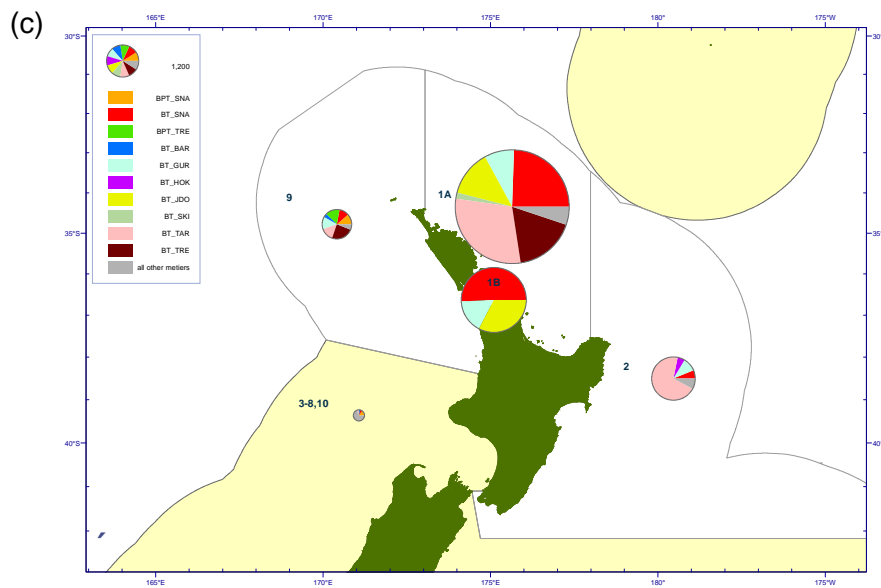 (c)
165°E 170°E 175°E 180° 175°W
30°S 30°S
1,200
BPT_SNA
BT_SNA
BPT_TRE
BT_BAR
BT_GUR
BT_HOK
BT_JDO
BT_SKI
BT_TAR
BT_TRE
all other metiers
9
1A
1B
2
3-8,10
35°S 35°S
40°S 40°S
165°E 170°E 175°E 180° 175°W